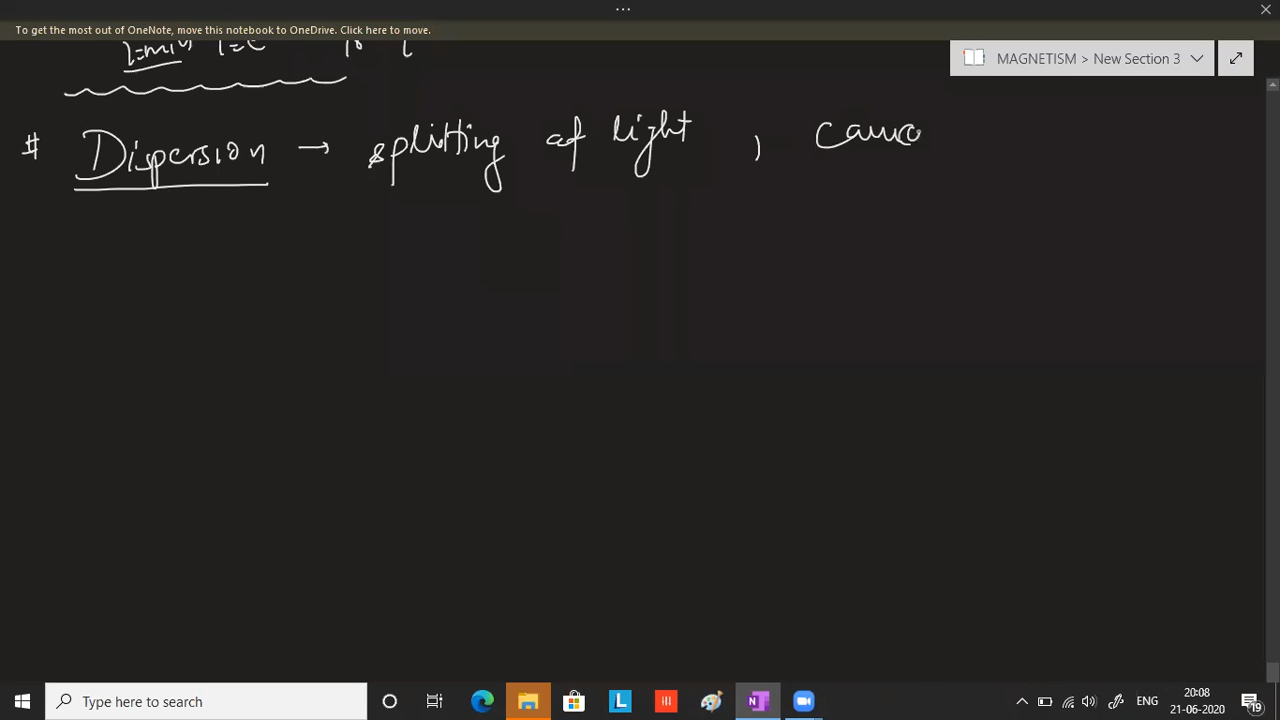 To get the most out of OneNote, move this notebook to OneDrive. Click here to move.
MAGNETISM > New Section 3
# Dispersion → splitting of light ,
Type here to search
ENG
20:08
21-06-2020
19